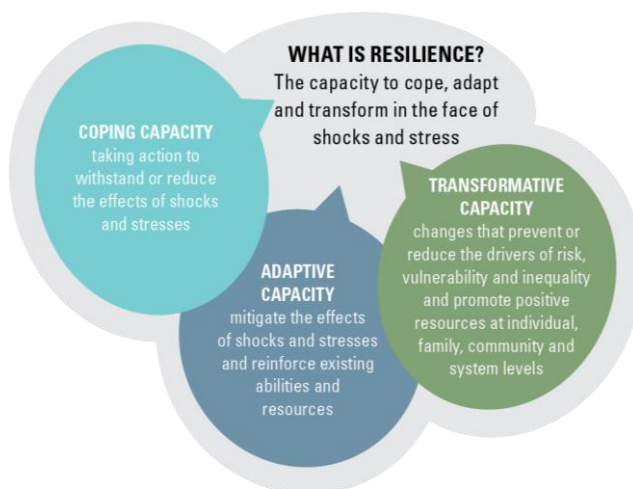 WHAT IS RESILIENCE?
The capacity to cope, adapt
and transform in the face of
shocks and stress
COPING CAPACITY
taking action to
withstand or reduce
the effects of shocks
and stresses
ADAPTIVE
CAPACITY
mitigate the effects
of shocks and stresses
and reinforce existing
abilities and
resources
TRANSFORMATIVE
CAPACITY
changes that prevent or
reduce the drivers of risk,
vulnerability and inequality
and promote positive
resources at individual,
family, community and
system levels